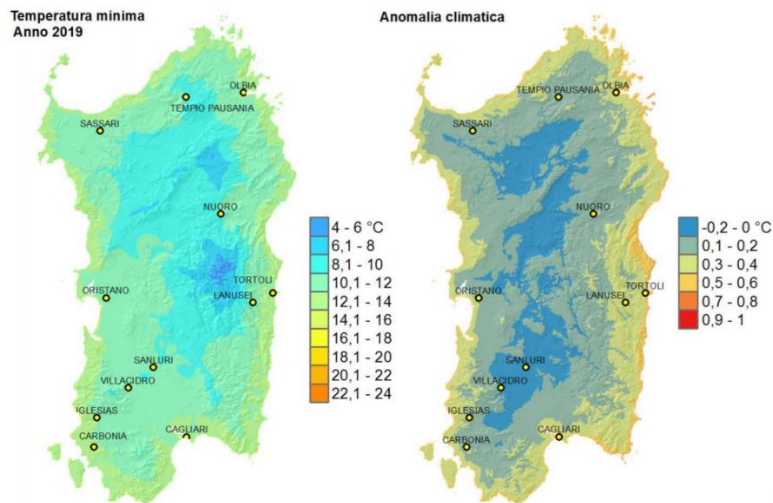 Temperatura minima
Anno 2019
OLBIA
TEMPIO PAUSANIA
SASSARI
NUORO
ORISTANO
TORTOLI
LANUSEI
SANLURI
VILLACIDRO
IGLESIAS
CARBONIA
CAGLIARI
4 - 6 °C
6,1 - 8
8,1 - 10
10,1 - 12
12,1 - 14
14,1 - 16
16,1 - 18
18,1 - 20
20,1 - 22
22,1 - 24
Anomalia climatica
OLBIA
TEMPIO PAUSANIA
SASSARI
NUORO
ORISTANO
TORTOLI
LANUSEI
SANLURI
VILLACIDRO
IGLESIAS
CARBONIA
CAGLIARI
-0,2 - 0 °C
0,1 - 0,2
0,3 - 0,4
0,5 - 0,6
0,7 - 0,8
0,9 - 1